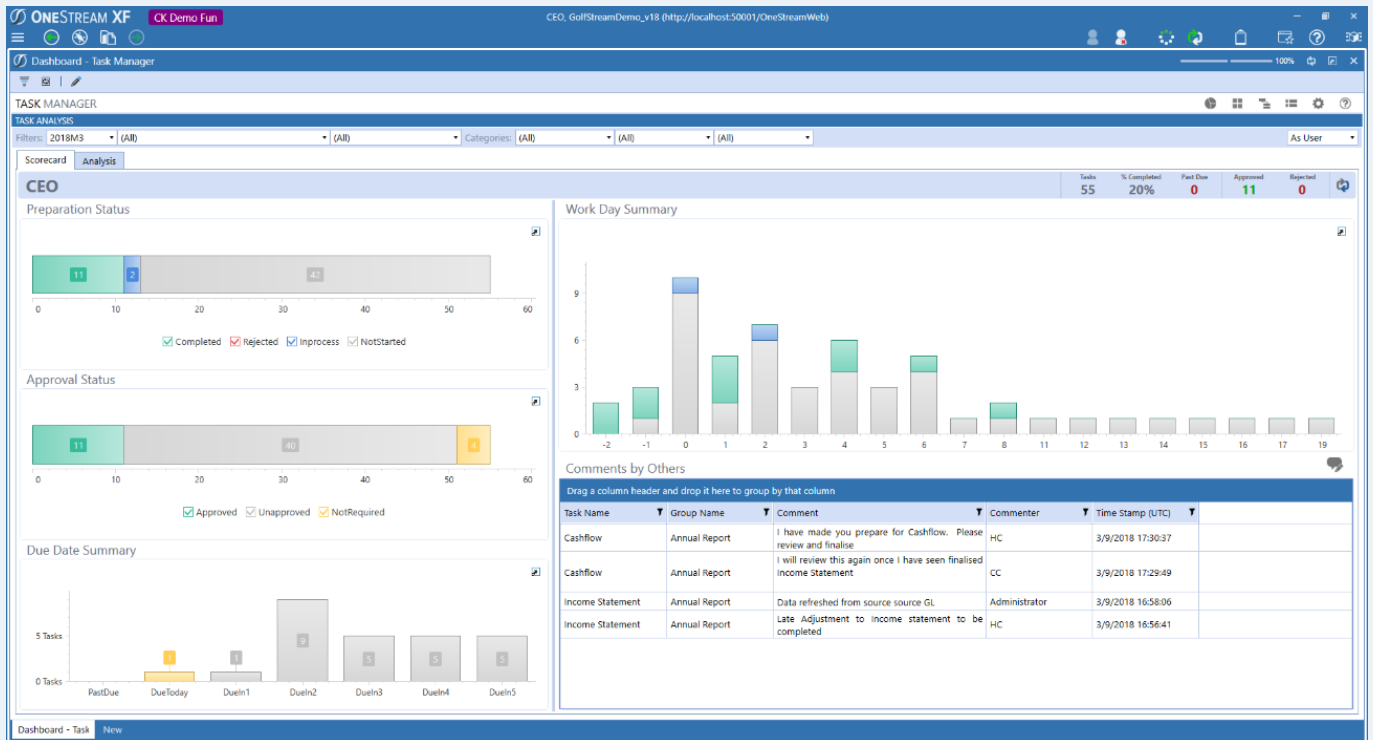 ONESTREAM XF CK Demo Fun CEO, GolfStreamDemo_v18 (http://localhost:50001/OneStreamWeb)
Dashboard - Task Manager 100%
TASK MANAGER
TASK ANALYSIS
Filters: 2018M3 (All) (All) Categories: (All) (All) (All) As User
Scorecard Analysis
CEO
Tasks % Completed Past Due Approved Rejected
55 20% 0 11 0
Preparation Status
11 2 42
0 10 20 30 40 50 60
Completed Rejected Inprocess NotStarted
Approval Status
11 40 4
0 10 20 30 40 50 60
Approved Unapproved NotRequired
Due Date Summary
1 1 9 5 5 5
5 Tasks
0 Tasks
PastDue DueToday DueIn1 DueIn2 DueIn3 DueIn4 DueIn5
Work Day Summary
9
6
3
0
-2 -1 0 1 2 3 4 5 6 7 8 11 12 13 14 15 16 17 19
Comments by Others
Drag a column header and drop it here to group by that column
Task Name Group Name Comment Commenter Time Stamp (UTC)
Cashflow Annual Report I have made you prepare for Cashflow. Please HC 3/9/2018 17:30:37
review and finalise
Cashflow Annual Report I will review this again once I have seen finalised CC 3/9/2018 17:29:49
Income Statement
Income Statement Annual Report Data refreshed from source source GL Administrator 3/9/2018 16:58:06
Income Statement Annual Report Late Adjustment to Income statement to be HC 3/9/2018 16:56:41
completed
Dashboard - Task New